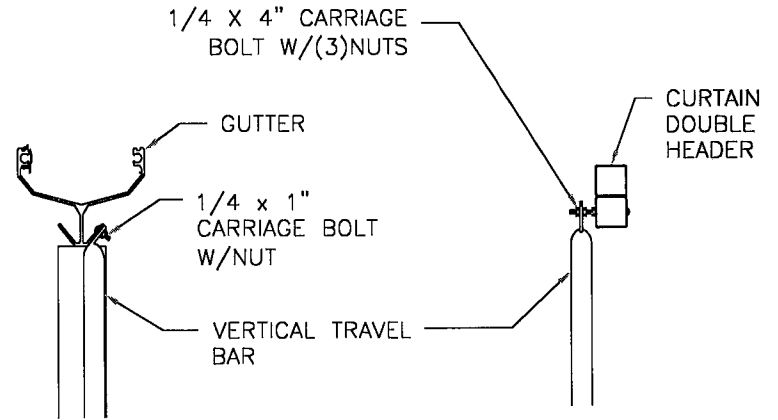 1/4 X 4" CARRIAGE
BOLT W/(3)NUTS
CURTAIN
DOUBLE
HEADER
GUTTER
1/4 x 1"
CARRIAGE BOLT
W/NUT
VERTICAL TRAVEL
BAR